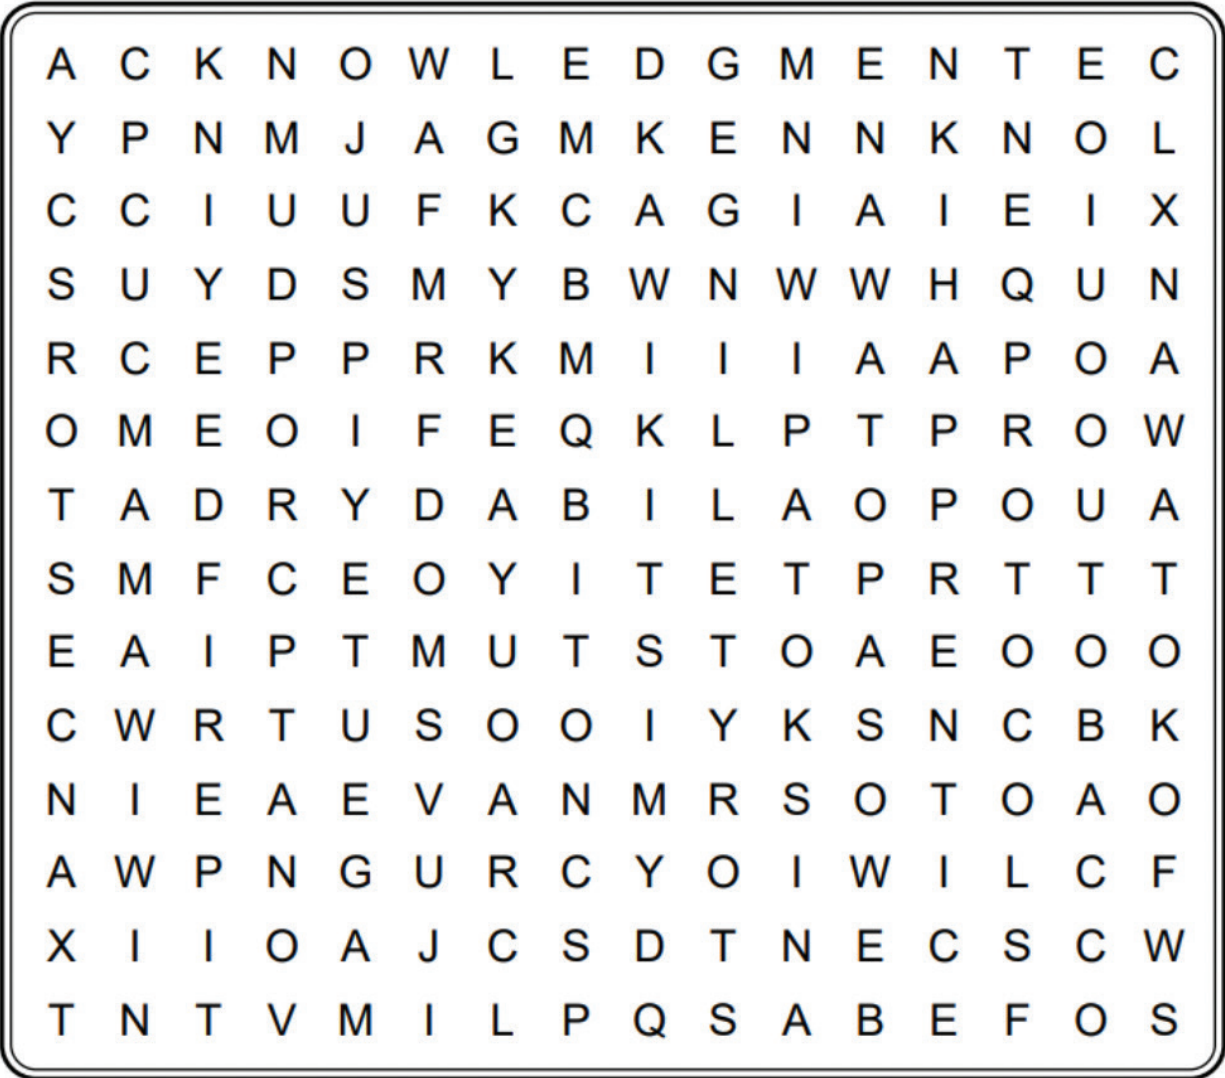 A C K N O W L E D G M E N T E C
Y P N M J A G M K E N N K N O L
C C I U U F K C A G I A I E I X
S U Y D S M Y B W N W W H Q U N
R C E P P R K M I I I A A P O A
O M E O I F E Q K L P T P R O W
T A D R Y D A B I L A O P O U A
S M F C E O Y I T E T P R T T T
E A I P T M U T S T O A E O O O
C W R T U S O O I Y K S N C B K
N I E A E V A N M R S O T O A O
A W P N G U R C Y O I W I L C F
X I I O A J C S D T N E C S C W
T N T V M I L P Q S A B E F O S